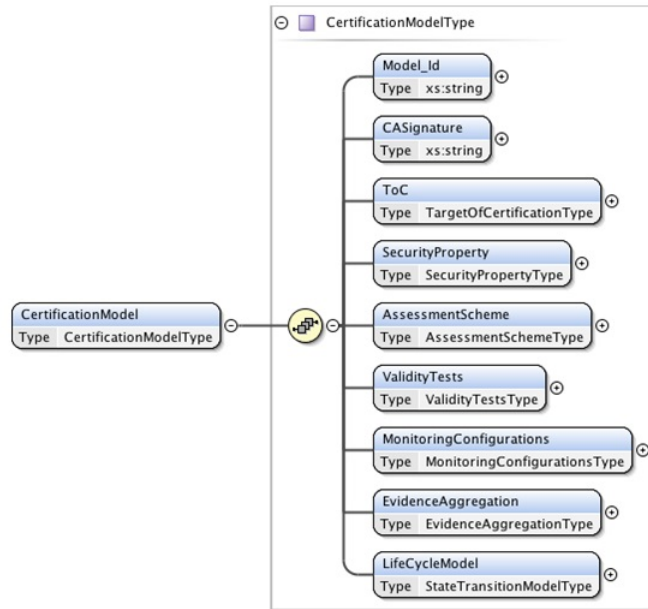 CertificationModelType
Model_Id
Type xs:string
CASignature
Type xs:string
ToC
Type TargetOfCertificationType
SecurityProperty
Type SecurityPropertyType
CertificationModel
Type CertificationModelType
AssessmentScheme
Type AssessmentSchemeType
ValidityTests
Type ValidityTestsType
MonitoringConfigurations
Type MonitoringConfigurationsType
EvidenceAggregation
Type EvidenceAggregationType
LifeCycleModel
Type StateTransitionModelType